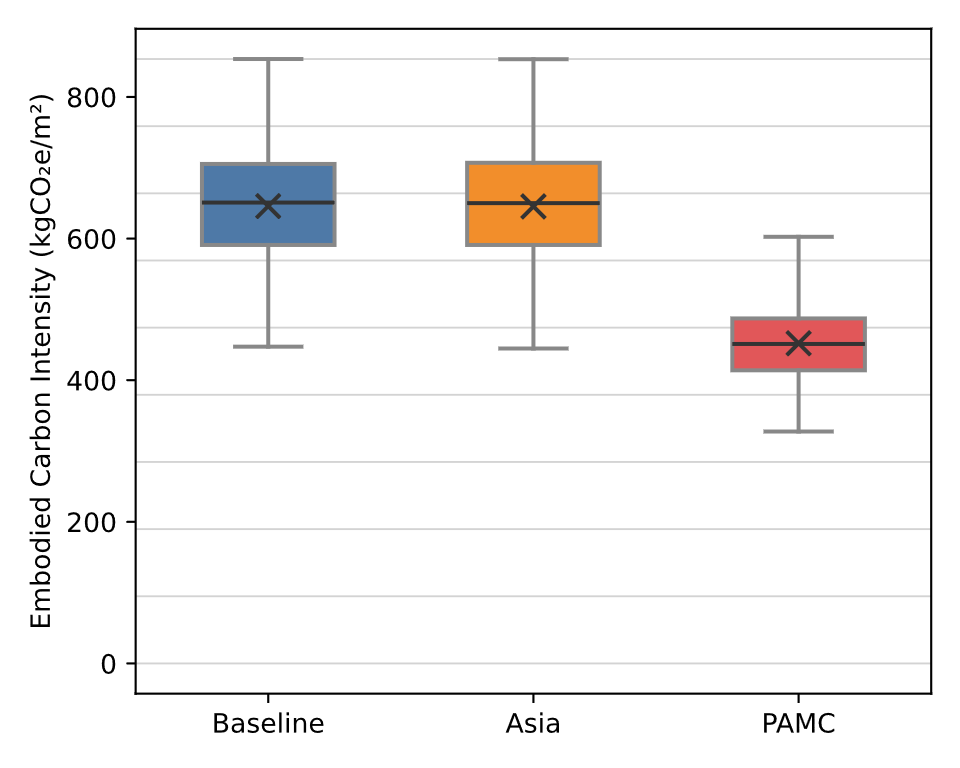 Embodied Carbon Intensity (kgCO₂e/m²)
800
600
400
200
0
Baseline Asia PAMC